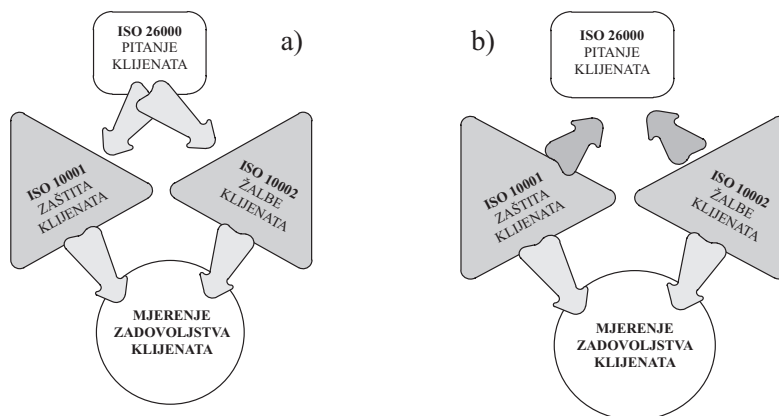 a)
ISO 26000
PITANJE
KLIJENATA
ISO 10001
ZAŠTITA
KLIJENATA
ISO 10002
ŽALBE
KLIJENATA
MJERENJE
ZADOVOLJSTVA
KLIJENATA
b)
ISO 26000
PITANJE
KLIJENATA
ISO 10001
ZAŠTITA
KLIJENATA
ISO 10002
ŽALBE
KLIJENATA
MJERENJE
ZADOVOLJSTVA
KLIJENATA